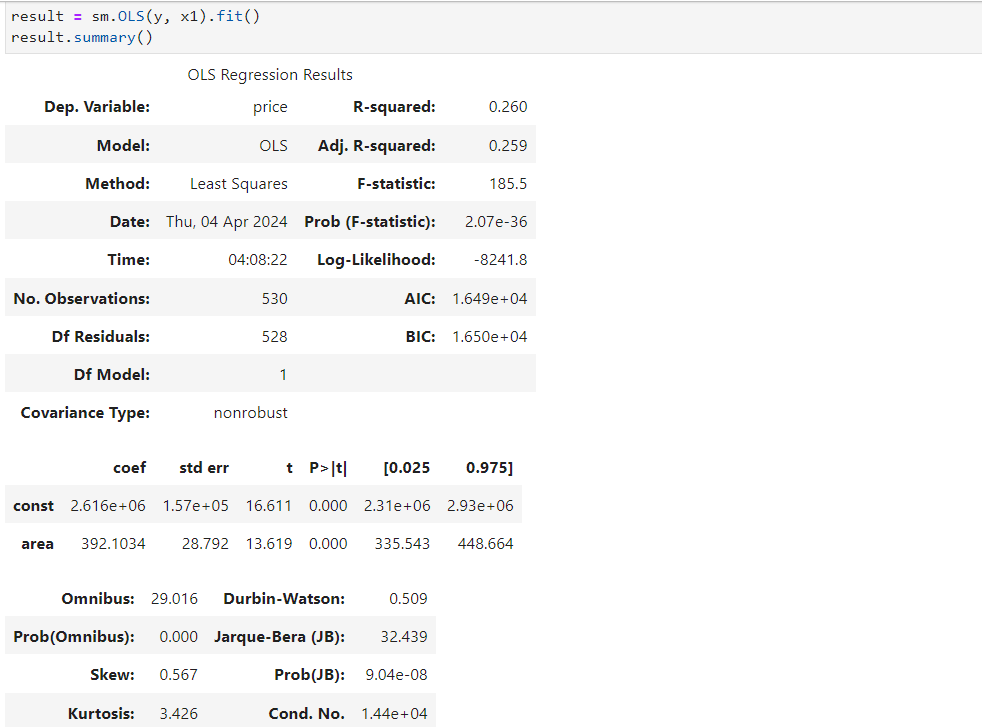 result = sm.OLS(y, x1).fit()
result.summary()
OLS Regression Results
Dep. Variable: price R-squared: 0.260
Model: OLS Adj. R-squared: 0.259
Method: Least Squares F-statistic: 185.5
Date: Thu, 04 Apr 2024 Prob (F-statistic): 2.07e-36
Time: 04:08:22 Log-Likelihood: -8241.8
No. Observations: 530 AIC: 1.649e+04
Df Residuals: 528 BIC: 1.650e+04
Df Model: 1
Covariance Type: nonrobust
coef std err t P>|t| [0.025 0.975]
const 2.616e+06 1.57e+05 16.611 0.000 2.31e+06 2.93e+06
area 392.1034 28.792 13.619 0.000 335.543 448.664
Omnibus: 29.016 Durbin-Watson: 0.509
Prob(Omnibus): 0.000 Jarque-Bera (JB): 32.439
Skew: 0.567 Prob(JB): 9.04e-08
Kurtosis: 3.426 Cond. No. 1.44e+04